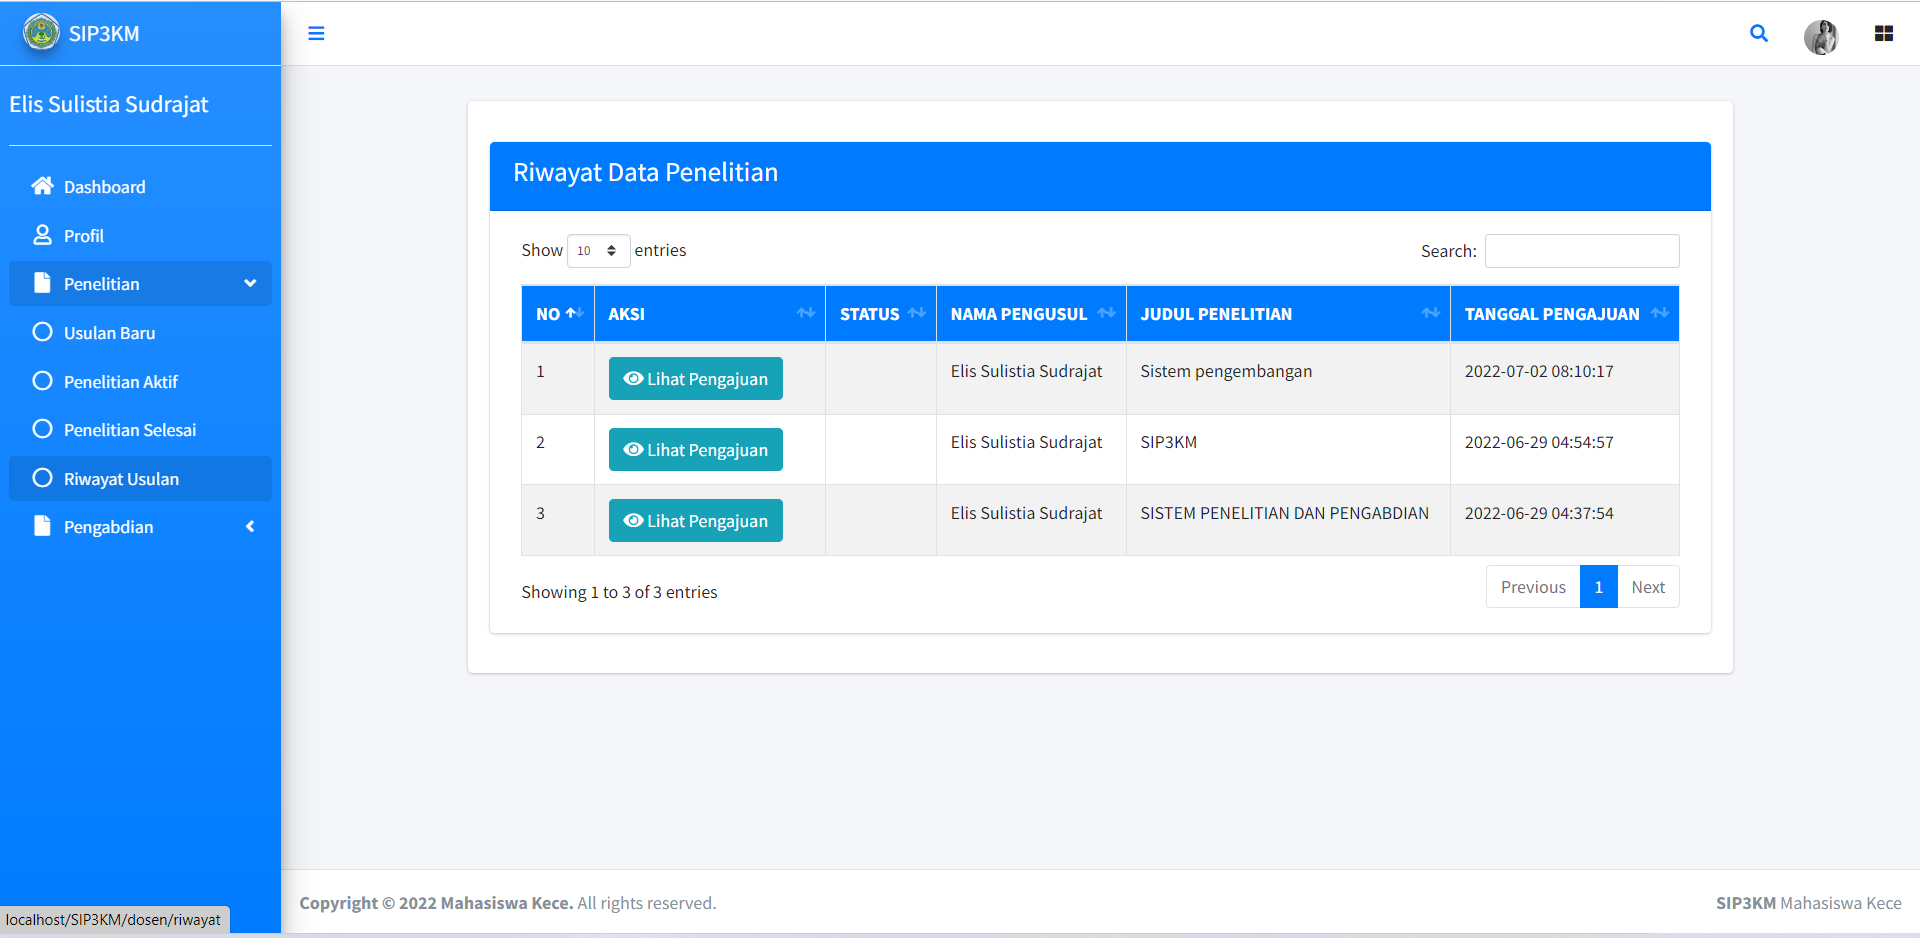 SIP3KM
Elis Sulistia Sudrajat
Dashboard
Profil
Penelitian
Usulan Baru
Penelitian Aktif
Penelitian Selesai
Riwayat Usulan
Pengabdian
Riwayat Data Penelitian
Show 10 entries
Search:
NO AKSI STATUS NAMA PENGUSUL JUDUL PENELITIAN TANGGAL PENGAJUAN
1 Lihat Pengajuan Elis Sulistia Sudrajat Sistem pengembangan 2022-07-02 08:10:17
2 Lihat Pengajuan Elis Sulistia Sudrajat SIP3KM 2022-06-29 04:54:57
3 Lihat Pengajuan Elis Sulistia Sudrajat SISTEM PENELITIAN DAN PENGABDIAN 2022-06-29 04:37:54
Showing 1 to 3 of 3 entries
Previous 1 Next
Copyright © 2022 Mahasiswa Kece. All rights reserved.
SIP3KM Mahasiswa Kece
localhost/SIP3KM/dosen/riwayat